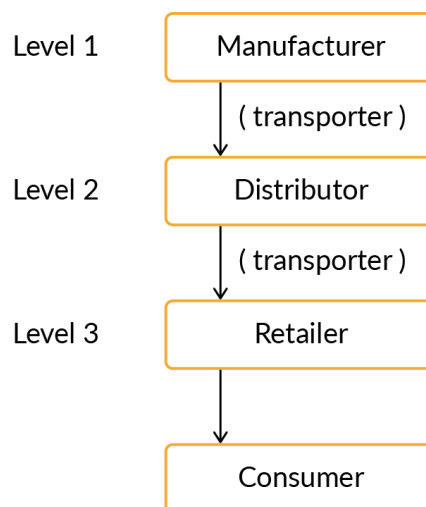 Level 1 Manufacturer
( transporter )
Level 2 Distributor
( transporter )
Level 3 Retailer
Consumer